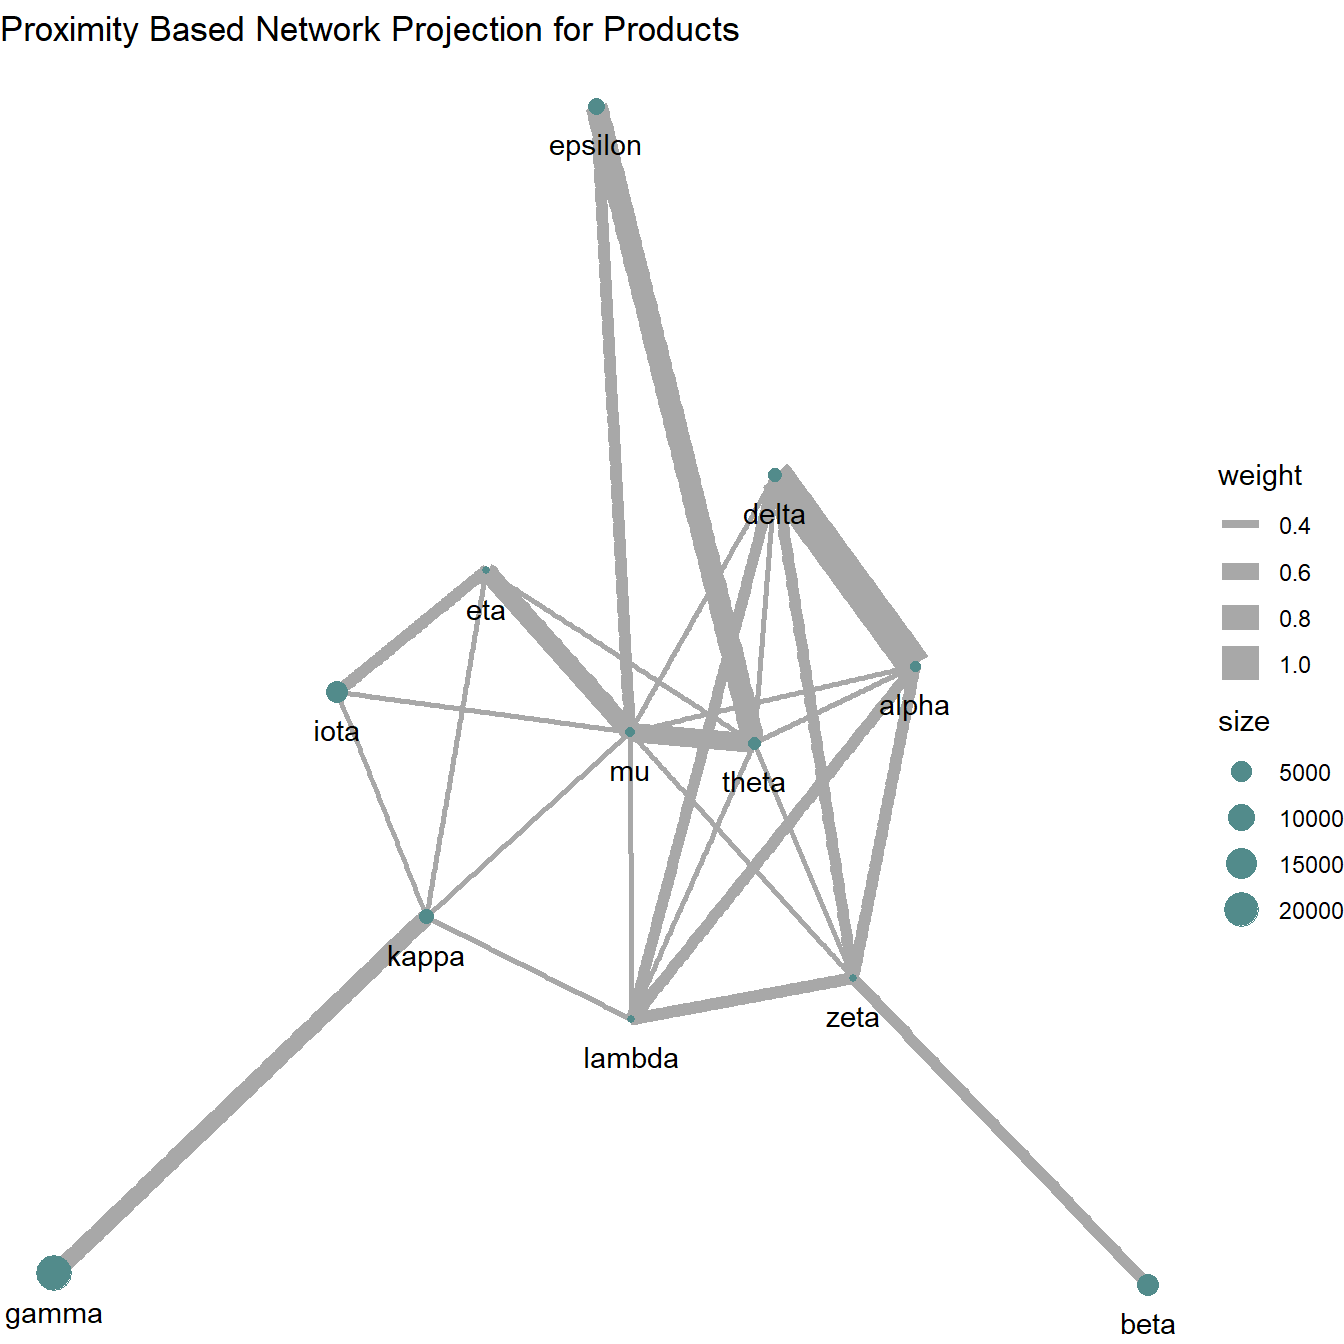 Proximity Based Network Projection for Products
epsilon
delta
eta
alpha
iota
mu
theta
kappa
zeta
lambda
gamma
beta
weight
0.4
0.6
0.8
1.0
size
5000
10000
15000
20000